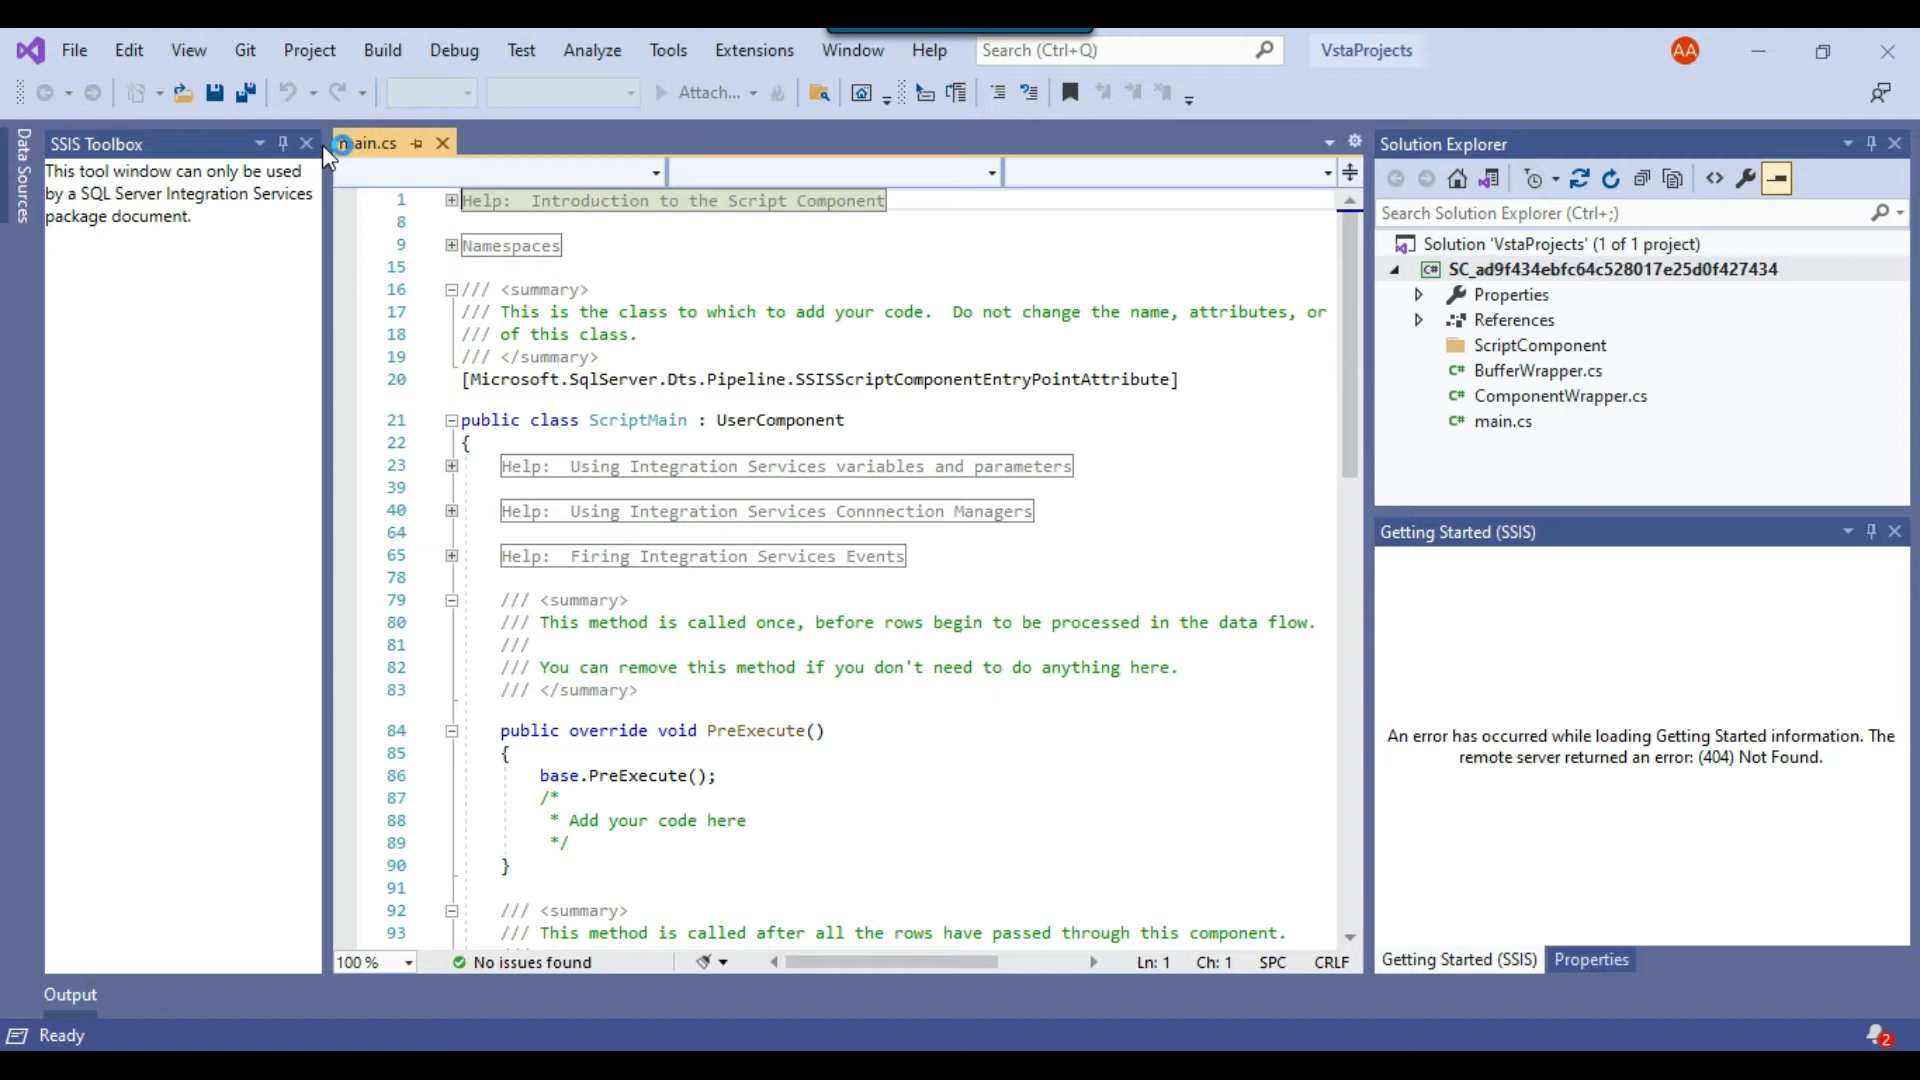 File Edit View Git Project Build Debug Test Analyze Tools Extensions Window Help Search (Ctrl+Q) VstaProjects AA
Attach...
Data Sources
SSIS Toolbox
This tool window can only be used
by a SQL Server Integration Services
package document.
main.cs
1 Help:  Introduction to the Script Component
8
9 Namespaces
15
16 /// <summary>
17 /// This is the class to which to add your code.  Do not change the name, attributes, or
18 /// of this class.
19 /// </summary>
20 [Microsoft.SqlServer.Dts.Pipeline.SSISScriptComponentEntryPointAttribute]
21 public class ScriptMain : UserComponent
22 {
23 Help:  Using Integration Services variables and parameters
39
40 Help:  Using Integration Services Connnection Managers
64
65 Help:  Firing Integration Services Events
78
79 /// <summary>
80 /// This method is called once, before rows begin to be processed in the data flow.
81 ///
82 /// You can remove this method if you don't need to do anything here.
83 /// </summary>
84 public override void PreExecute()
85 {
86 base.PreExecute();
87 /*
88 * Add your code here
89 */
90 }
91
92 /// <summary>
93 /// This method is called after all the rows have passed through this component.
100 % No issues found Ln: 1 Ch: 1 SPC CRLF
Solution Explorer
Search Solution Explorer (Ctrl+;)
Solution 'VstaProjects' (1 of 1 project)
C# SC_ad9f434ebfc64c528017e25d0f427434
Properties
References
ScriptComponent
C# BufferWrapper.cs
C# ComponentWrapper.cs
C# main.cs
Getting Started (SSIS)
An error has occurred while loading Getting Started information. The
remote server returned an error: (404) Not Found.
Getting Started (SSIS) Properties
Output
Ready
2